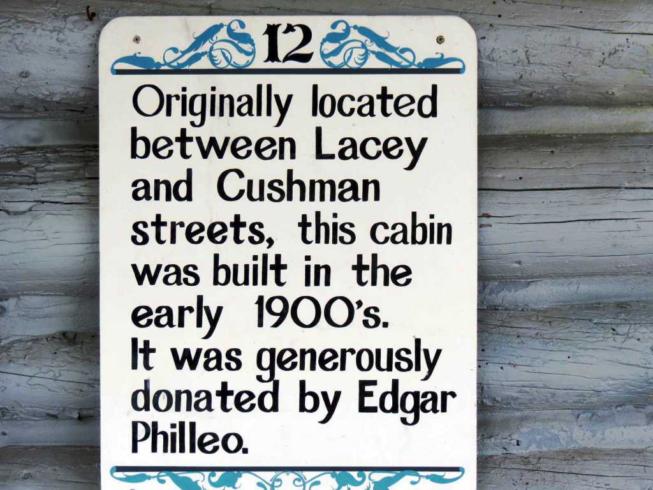 12
Originally located
between Lacey
and Cushman
streets, this cabin
was built in the
early 1900's.
It was generously
donated by Edgar
Philleo.